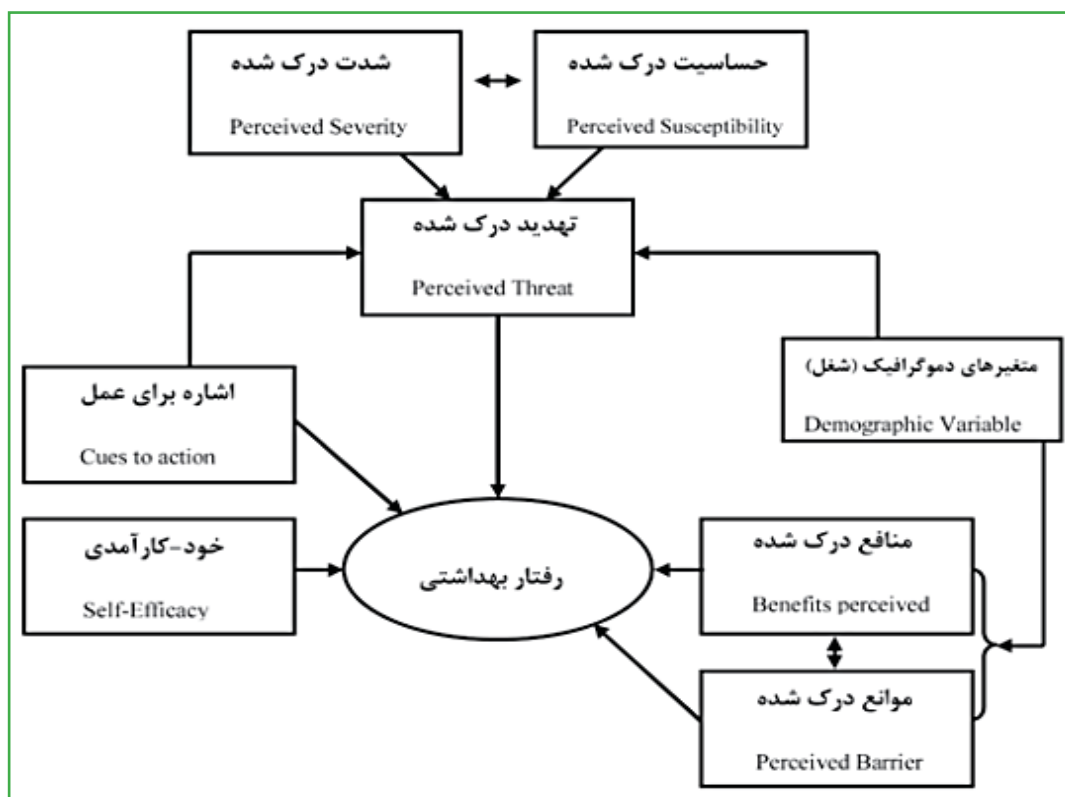 شدت درک شده
Perceived Severity
حساسیت درک شده
Perceived Susceptibility
تهدید درک شده
Perceived Threat
اشاره برای عمل
Cues to action
متغیرهای دموگرافیک (شغل)
Demographic Variable
خود-کارآمدی
Self-Efficacy
رفتار بهداشتی
منافع درک شده
Benefits perceived
موانع درک شده
Perceived Barrier